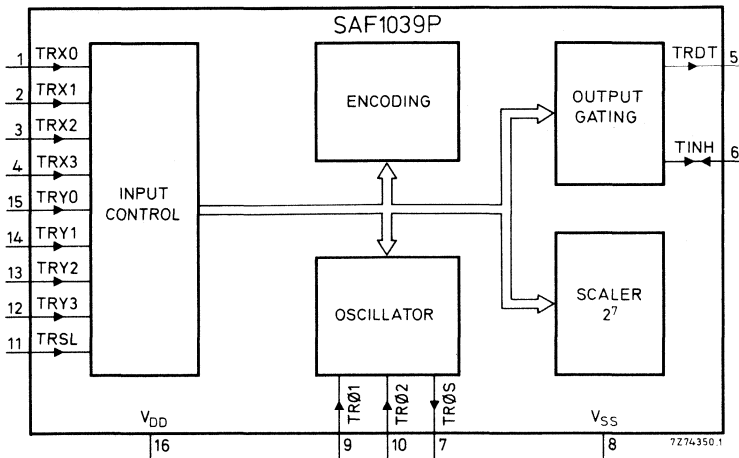 SAF1039P
1 TRX0
2 TRX1
3 TRX2
4 TRX3
15 TRY0
14 TRY1
13 TRY2
12 TRY3
11 TRSL
INPUT
CONTROL
ENCODING
OSCILLATOR
OUTPUT
GATING
SCALER
2⁷
TRDT 5
TINH 6
TRØ1
TRØ2
TRØS
V_DD
V_SS
16
9
10
7
8
7Z74350.1